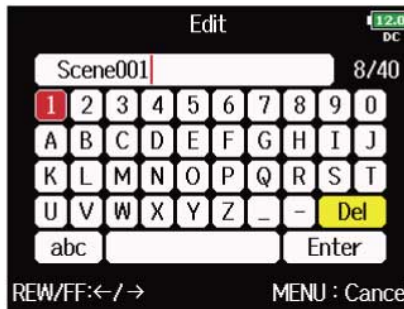 Edit
12.0
DC
Scene001 8/40
1 2 3 4 5 6 7 8 9 0
A B C D E F G H I J
K L M N O P Q R S T
U V W X Y Z _ - Del
abc Enter
REW/FF:←/→ MENU : Cance